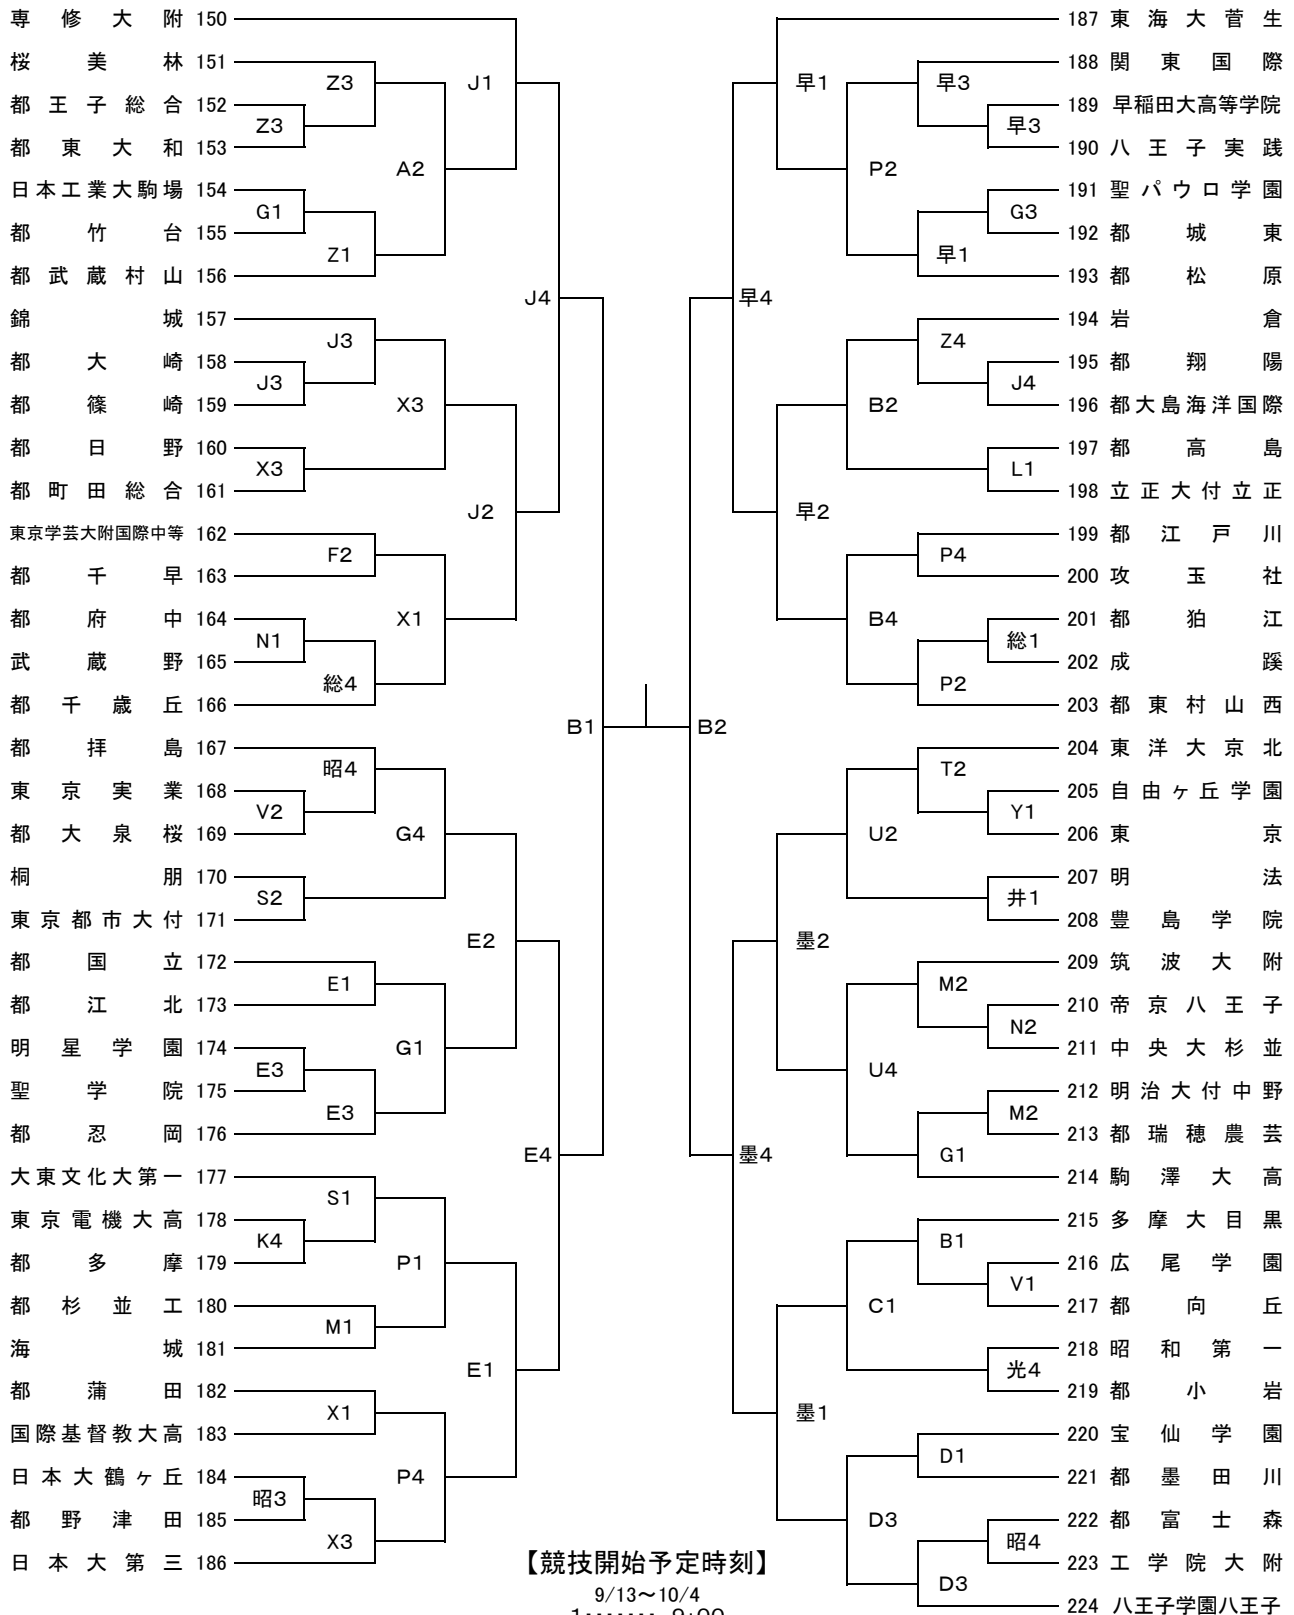 専修大附 150
桜美林 151
都王子総合 152
都東大和 153
日本工業大駒場 154
都竹台 155
都武蔵村山 156
錦城 157
都大崎 158
都篠崎 159
都日野 160
都町田総合 161
東京学芸大附国際中等 162
都千早 163
都府中 164
武蔵野 165
都千歳丘 166
都拝島 167
東京実業 168
都大泉桜 169
桐朋 170
東京都市大付 171
都国立 172
都江北 173
明星学園 174
聖学院 175
都忍岡 176
大東文化大第一 177
東京電機大高 178
都多摩 179
都杉並工 180
海城 181
都蒲田 182
国際基督教大高 183
日本大鶴ヶ丘 184
都野津田 185
日本大第三 186
Z3
Z3
G1
Z1
J3
J3
X3
F2
N1
総4
昭4
V2
S2
E1
E3
E3
S1
K4
M1
X1
昭3
X3
A2
X3
X1
G4
G1
P1
P4
J1
J2
E2
E1
J4
E4
B1
B2
早4
墨4
早1
早2
墨2
墨1
P2
B2
B4
U2
U4
C1
D3
早3
早3
G3
早1
Z4
J4
L1
P4
総1
P2
T2
Y1
井1
M2
N2
M2
G1
B1
V1
光4
D1
昭4
D3
187 東海大菅生
188 関東国際
189 早稲田大高等学院
190 八王子実践
191 聖パウロ学園
192 都城東
193 都松原
194 岩倉
195 都翔陽
196 都大島海洋国際
197 都高島
198 立正大付立正
199 都江戸川
200 攻玉社
201 都狛江
202 成蹊
203 都東村山西
204 東洋大京北
205 自由ヶ丘学園
206 東京
207 明法
208 豊島学院
209 筑波大附
210 帝京八王子
211 中央大杉並
212 明治大付中野
213 都瑞穂農芸
214 駒澤大高
215 多摩大目黒
216 広尾学園
217 都向丘
218 昭和第一
219 都小岩
220 宝仙学園
221 都墨田川
222 都富士森
223 工学院大附
224 八王子学園八王子
【競技開始予定時刻】
9/13～10/4